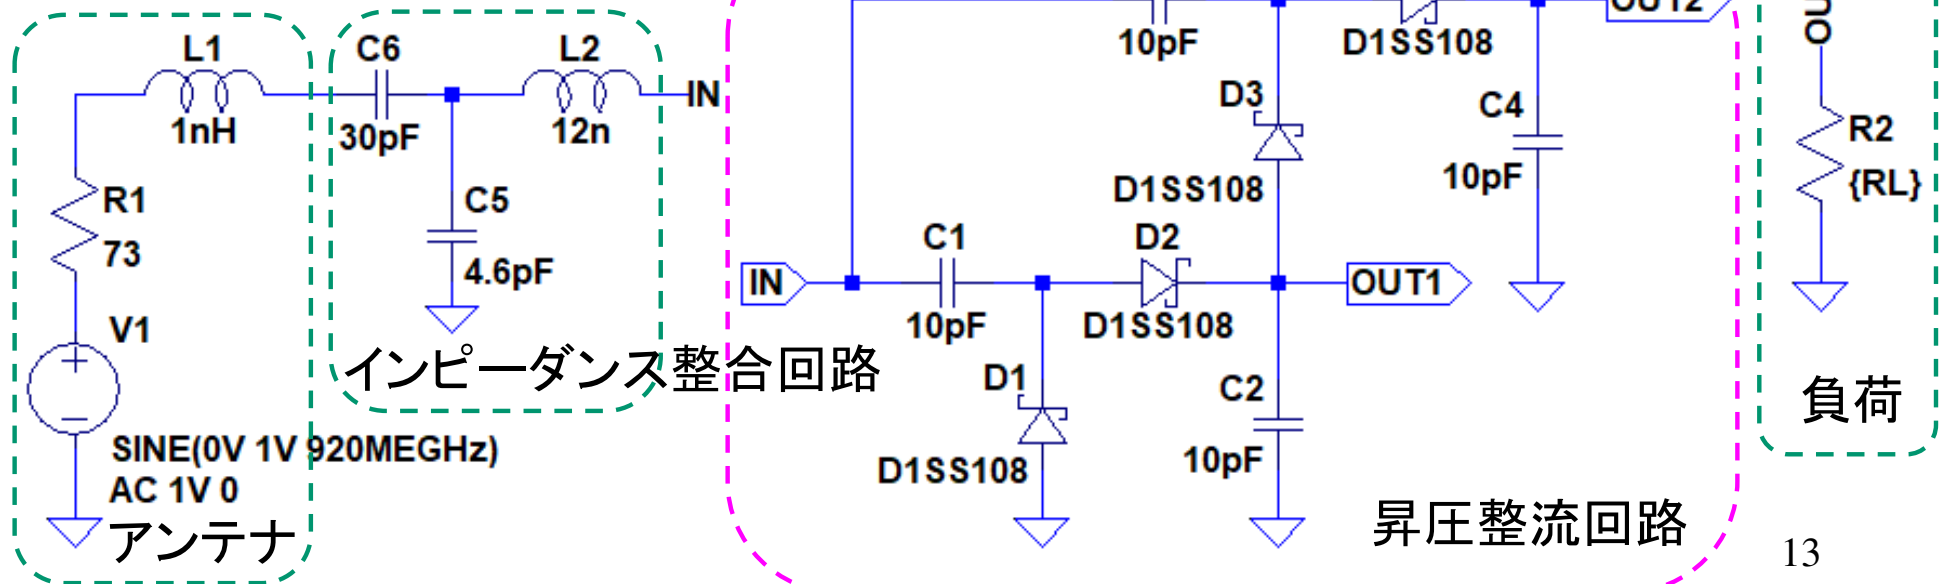 L1
1nH
C6
30pF
L2
12n
IN
R1
73
C5
4.6pF
V1
SINE(0V 1V 920MEGHz)
AC 1V 0
アンテナ
インピーダンス整合回路
OUT2
10pF
D1SS108
D3
D1SS108
C4
10pF
IN
C1
10pF
D2
D1SS108
OUT1
D1
D1SS108
C2
10pF
昇圧整流回路
OU
R2
{RL}
負荷
13